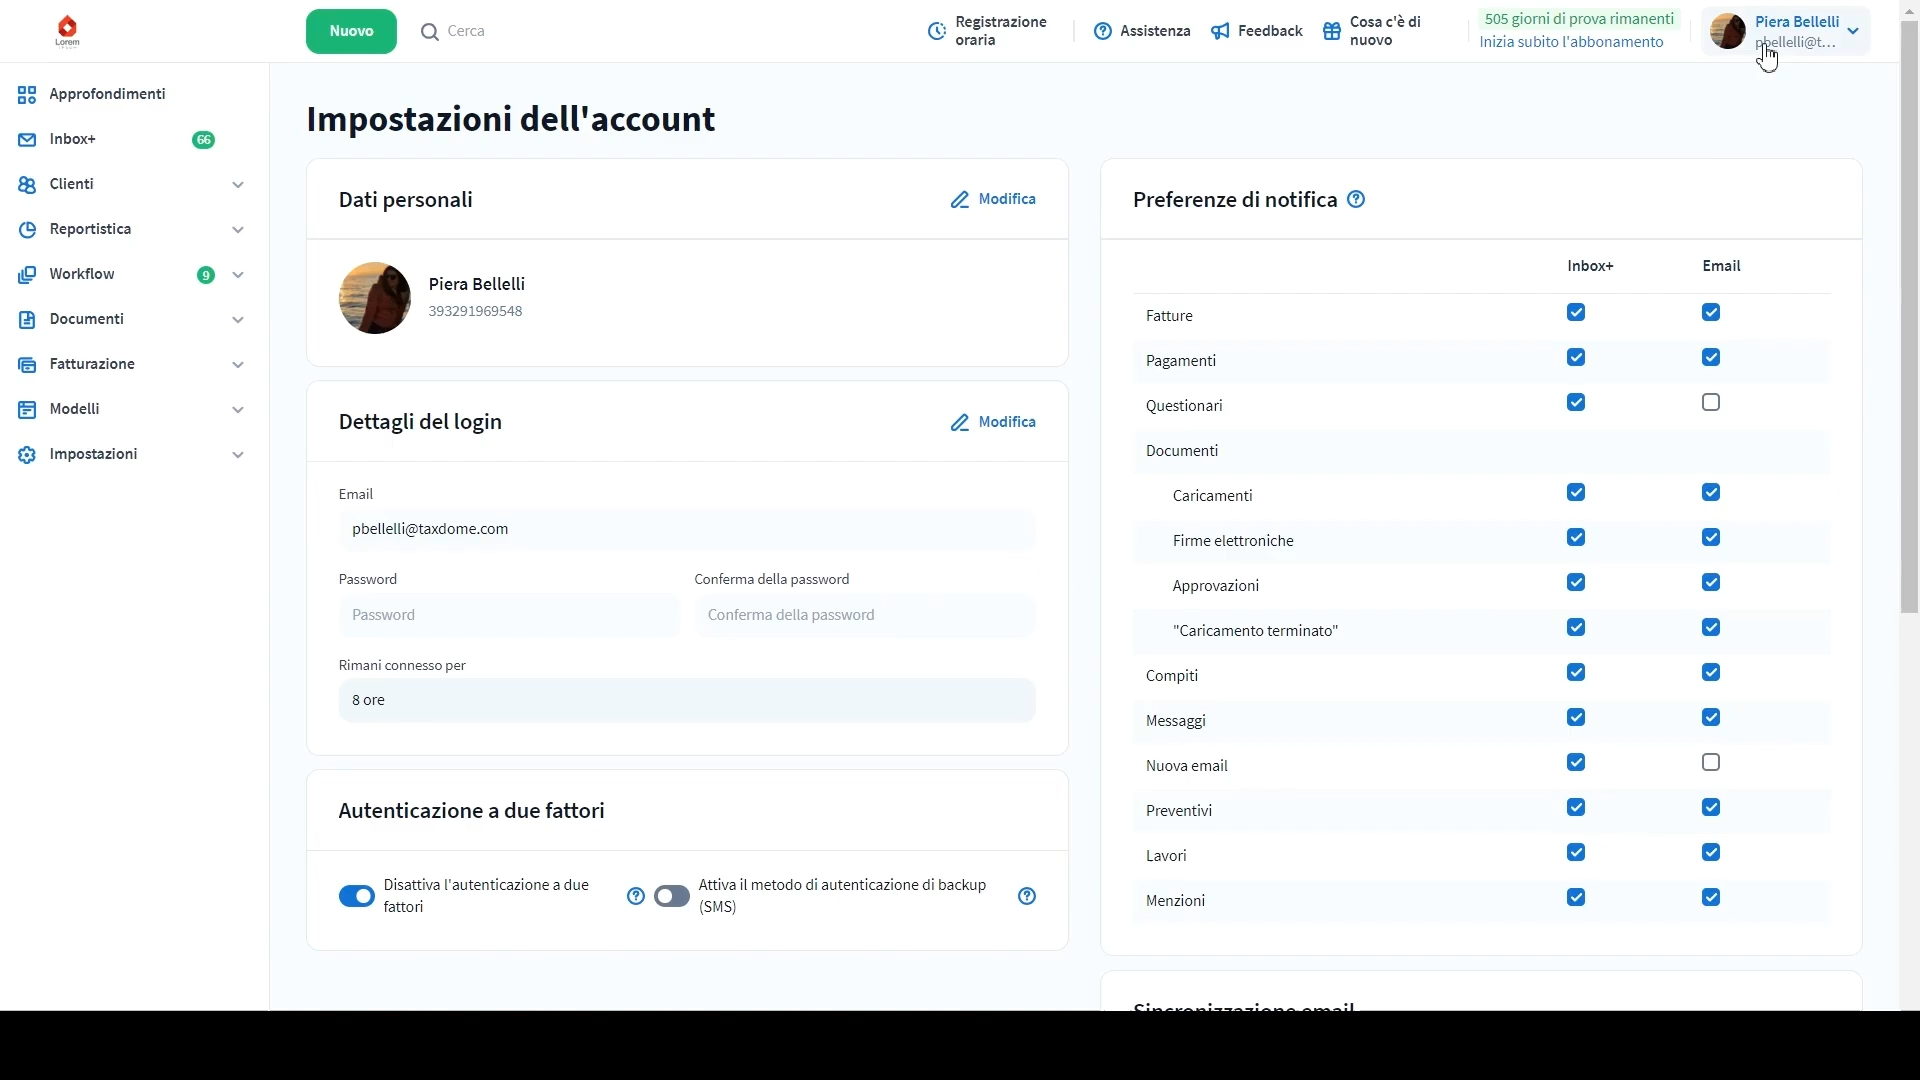 Lorem
Nuovo
Cerca
Registrazione
oraria
Assistenza
Feedback
Cosa c'è di
nuovo
505 giorni di prova rimanenti
Inizia subito l'abbonamento
Piera Bellelli
pbellelli@t...
Approfondimenti
Inbox+ 66
Clienti
Reportistica
Workflow 9
Documenti
Fatturazione
Modelli
Impostazioni
Impostazioni dell'account
Dati personali
Modifica
Piera Bellelli
393291969548
Dettagli del login
Modifica
Email
pbellelli@taxdome.com
Password Conferma della password
Password Conferma della password
Rimani connesso per
8 ore
Autenticazione a due fattori
Disattiva l'autenticazione a due
fattori
Attiva il metodo di autenticazione di backup
(SMS)
Preferenze di notifica
Inbox+ Email
Fatture
Pagamenti
Questionari
Documenti
Caricamenti
Firme elettroniche
Approvazioni
"Caricamento terminato"
Compiti
Messaggi
Nuova email
Preventivi
Lavori
Menzioni
Sincronizzazione email